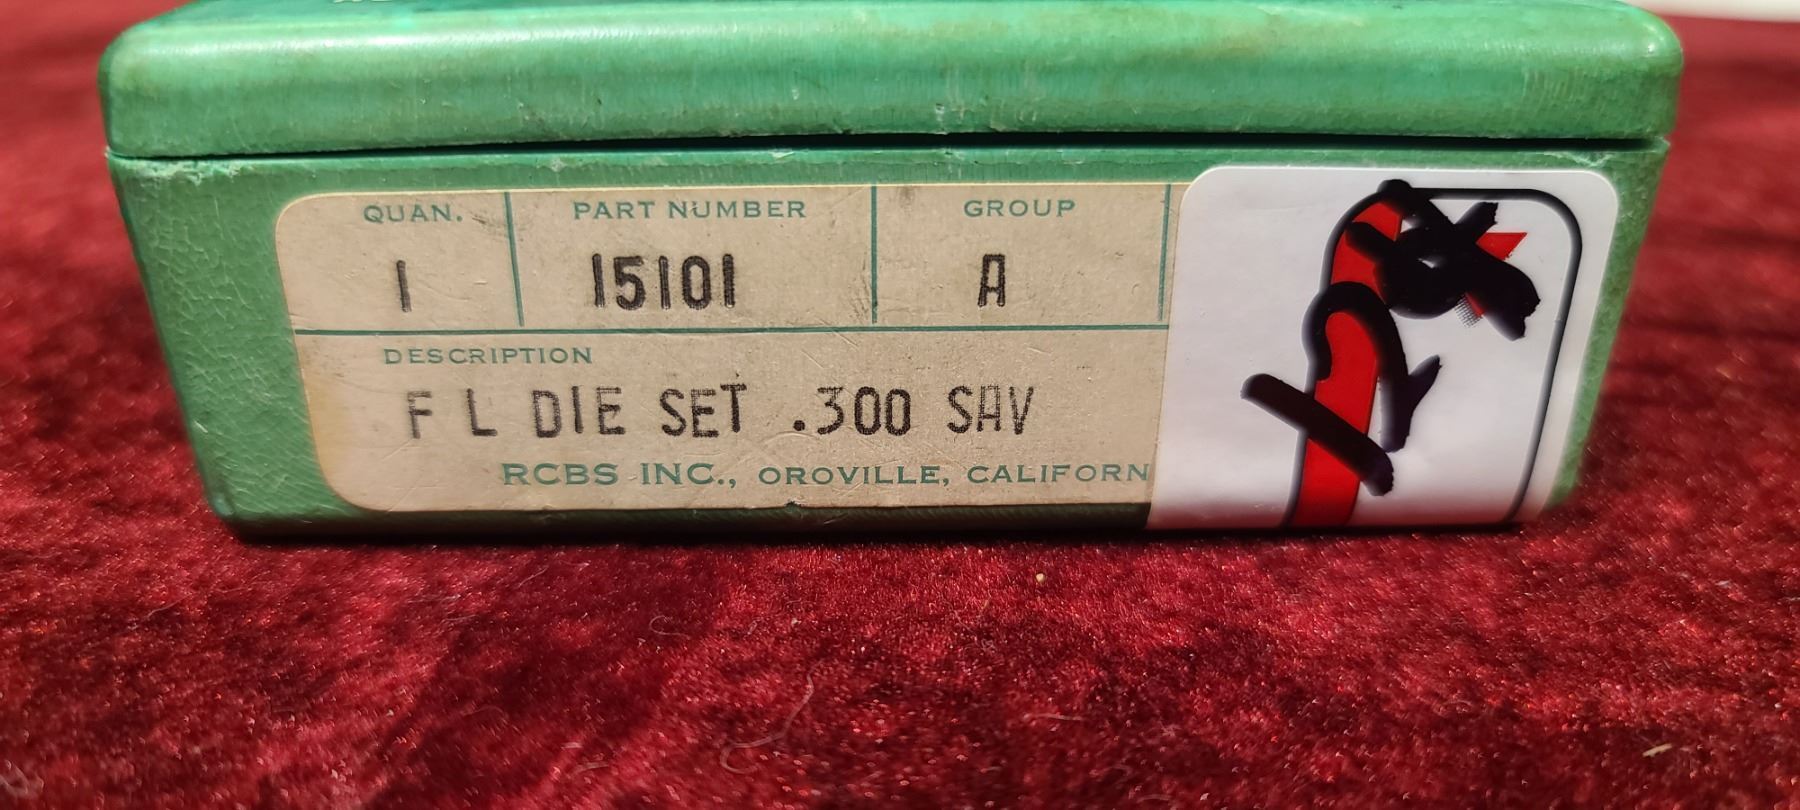 QUAN. PART NUMBER GROUP
1 15101 A
DESCRIPTION
F L DIE SET .300 SAV
RCBS INC., OROVILLE, CALIFORN